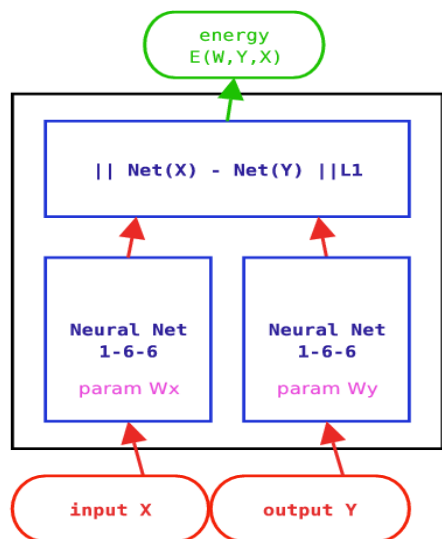 energy
E(W,Y,X)
|| Net(X) - Net(Y) ||L1
Neural Net
1-6-6
param Wx
Neural Net
1-6-6
param Wy
input X
output Y